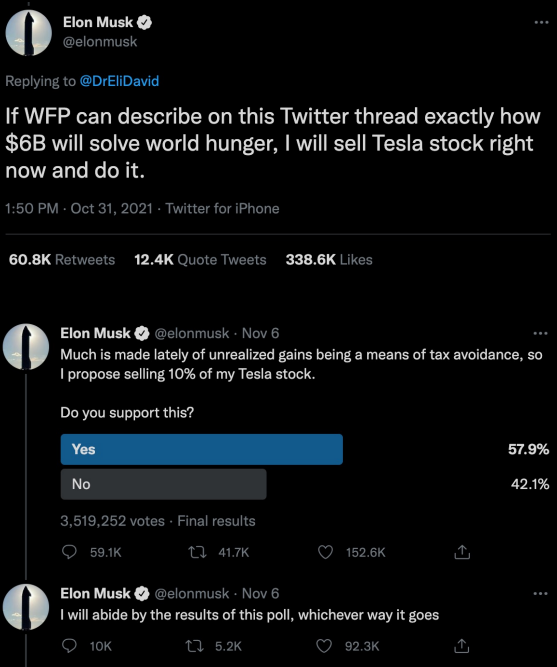 Elon Musk
@elonmusk
Replying to @DrEliDavid
If WFP can describe on this Twitter thread exactly how
$6B will solve world hunger, I will sell Tesla stock right
now and do it.
1:50 PM · Oct 31, 2021 · Twitter for iPhone
60.8K Retweets 12.4K Quote Tweets 338.6K Likes
Elon Musk @elonmusk · Nov 6
Much is made lately of unrealized gains being a means of tax avoidance, so
I propose selling 10% of my Tesla stock.
Do you support this?
Yes 57.9%
No 42.1%
3,519,252 votes · Final results
59.1K 41.7K 152.6K
Elon Musk @elonmusk · Nov 6
I will abide by the results of this poll, whichever way it goes
10K 5.2K 92.3K